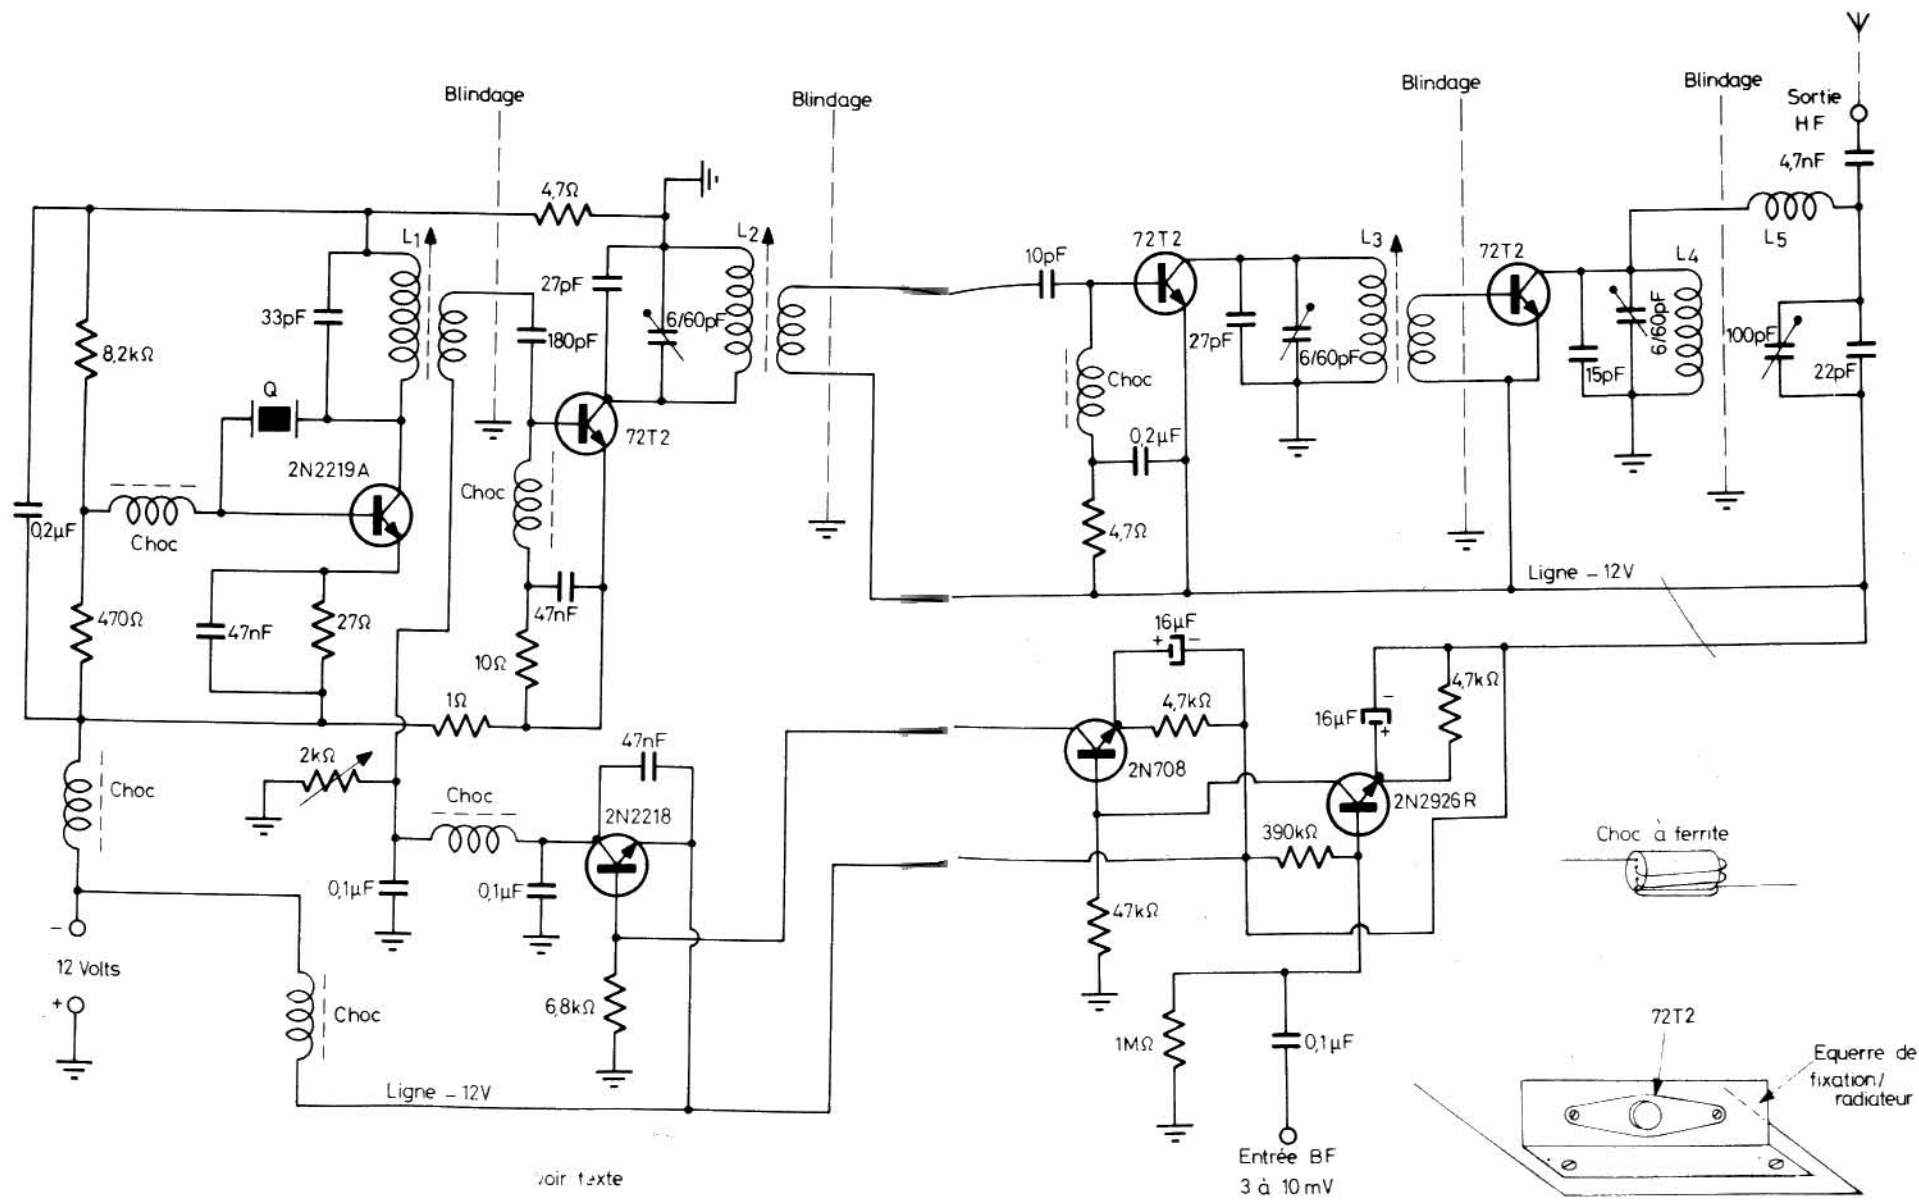 Blindage
Blindage
Blindage
Blindage
Sortie
HF
4,7nF
4,7Ω
L1
L2
27pF
33pF
6/60pF
180pF
8,2kΩ
Q
72T2
2N2219A
Choc
0,2µF
Choc
470Ω
47nF
27Ω
47nF
10Ω
1Ω
10pF
72T2
L3
72T2
L4
L5
27pF
6/60pF
6/60pF
15pF
100pF
22pF
Choc
0,2µF
4,7Ω
Ligne – 12V
16µF
+ −
4,7kΩ
4,7kΩ
−
16µF
+
2N708
2N2926R
390kΩ
47kΩ
1MΩ
0,1µF
Entrée BF
3 à 10 mV
2kΩ
Choc
Choc
47nF
2N2218
0,1µF
0,1µF
6,8kΩ
−
12 Volts
+
Choc
Ligne – 12V
Voir texte
Choc à ferrite
72T2
Equerre de
fixation/
radiateur